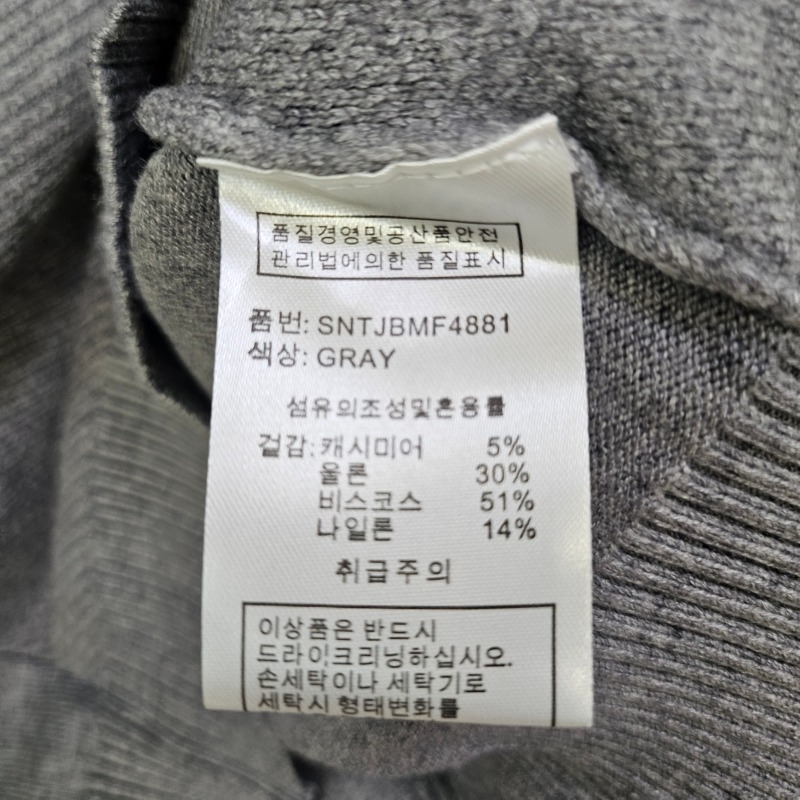 품질경영및공산품안전
관리법에의한 품질표시
품번: SNTJBMF4881
색상: GRAY
섬유의조성및혼용률
겉감: 캐시미어 5%
울론 30%
비스코스 51%
나일론 14%
취급주의
이상품은 반드시
드라이크리닝하십시오.
손세탁이나 세탁기로
세탁시 형태변화를